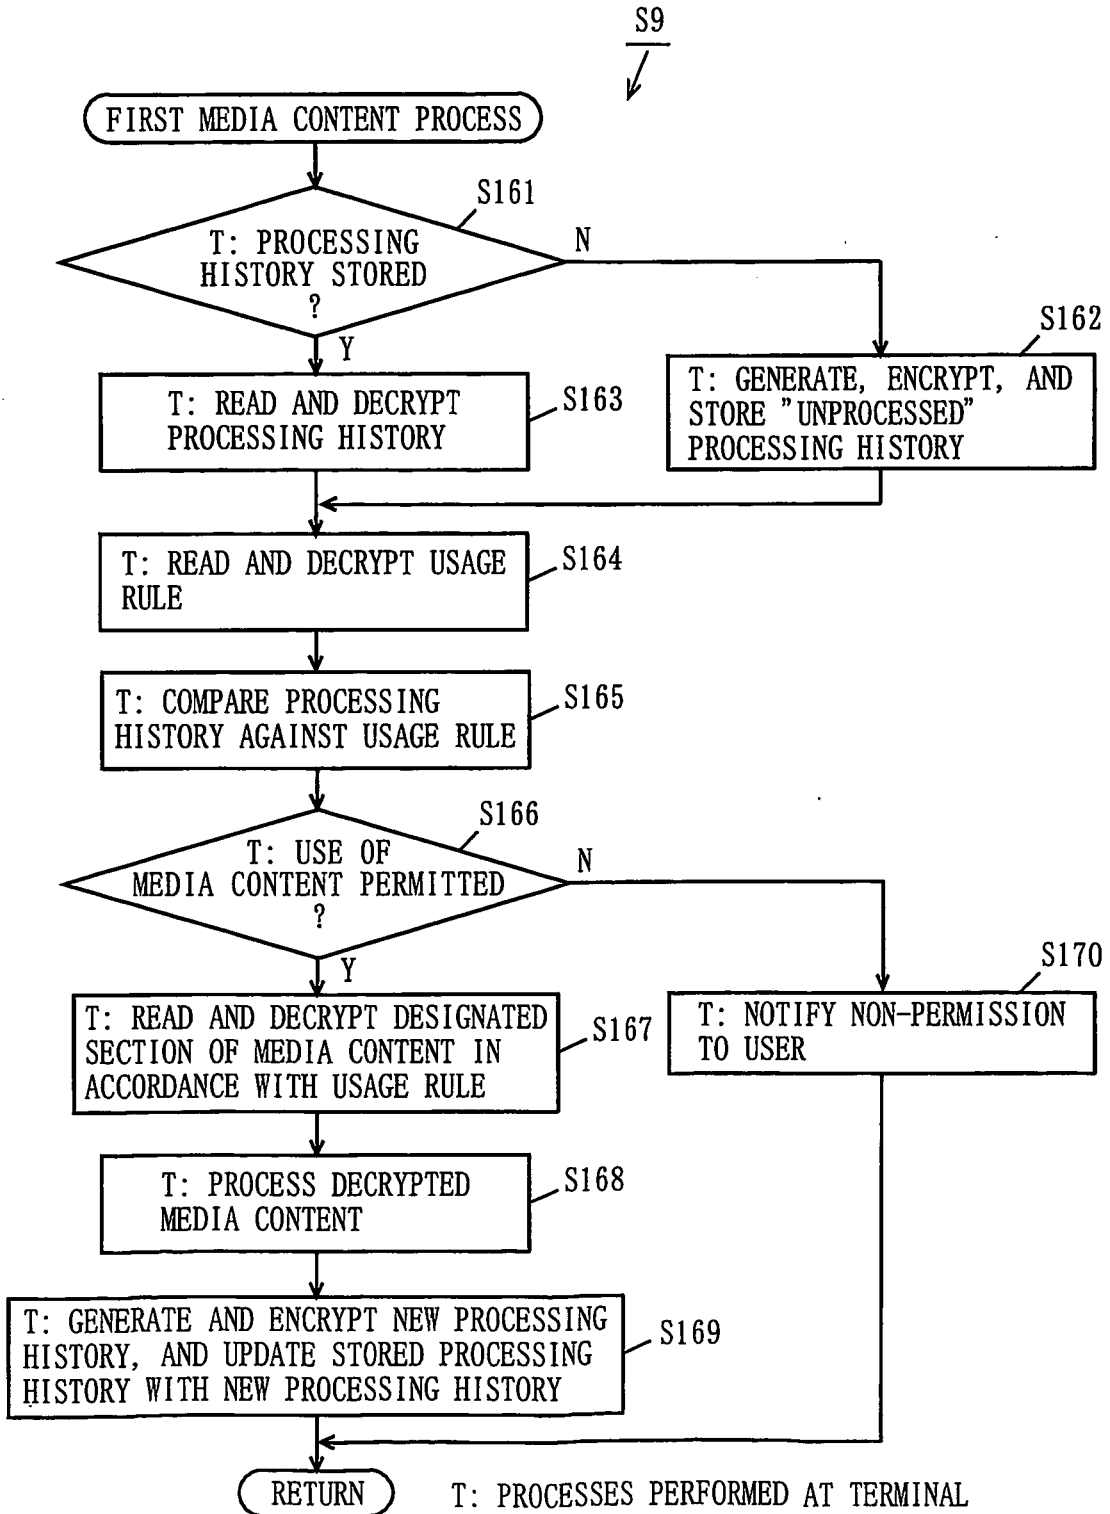 S9
FIRST MEDIA CONTENT PROCESS
S161
T: PROCESSING
HISTORY STORED
?
N
Y
S162
T: GENERATE, ENCRYPT, AND
STORE "UNPROCESSED"
PROCESSING HISTORY
S163
T: READ AND DECRYPT
PROCESSING HISTORY
S164
T: READ AND DECRYPT USAGE
RULE
S165
T: COMPARE PROCESSING
HISTORY AGAINST USAGE RULE
S166
T: USE OF
MEDIA CONTENT PERMITTED
?
N
Y
S170
T: NOTIFY NON-PERMISSION
TO USER
S167
T: READ AND DECRYPT DESIGNATED
SECTION OF MEDIA CONTENT IN
ACCORDANCE WITH USAGE RULE
S168
T: PROCESS DECRYPTED
MEDIA CONTENT
S169
T: GENERATE AND ENCRYPT NEW PROCESSING
HISTORY, AND UPDATE STORED PROCESSING
HISTORY WITH NEW PROCESSING HISTORY
RETURN
T: PROCESSES PERFORMED AT TERMINAL